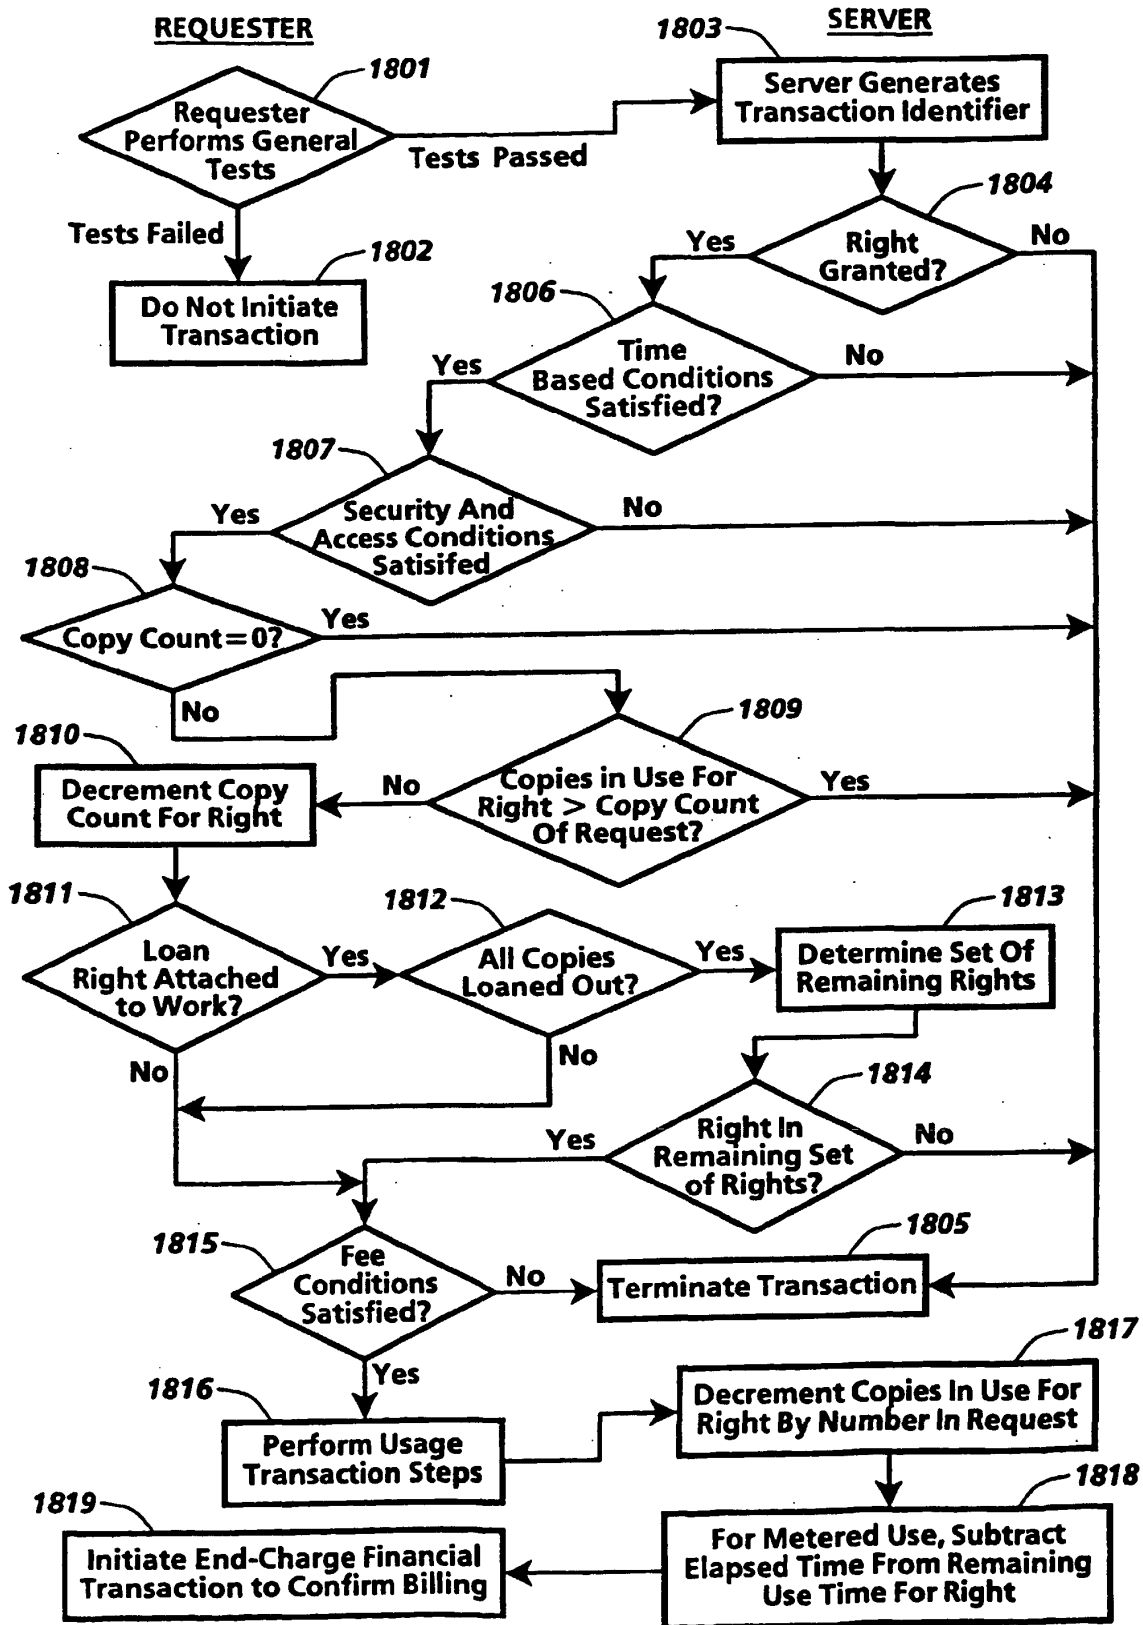 REQUESTER
SERVER
1801
Requester
Performs General
Tests
Tests Passed
Tests Failed
1802
Do Not Initiate
Transaction
1803
Server Generates
Transaction Identifier
1804
Right
Granted?
Yes
No
1806
Time
Based Conditions
Satisfied?
Yes
No
1807
Security And
Access Conditions
Satisifed
Yes
No
1808
Copy Count=0?
Yes
No
1809
Copies in Use For
Right > Copy Count
Of Request?
No
Yes
1810
Decrement Copy
Count For Right
1811
Loan
Right Attached
to Work?
Yes
No
1812
All Copies
Loaned Out?
Yes
No
1813
Determine Set Of
Remaining Rights
1814
Right In
Remaining Set
of Rights?
Yes
No
1805
Terminate Transaction
1815
Fee
Conditions
Satisfied?
No
Yes
1816
Perform Usage
Transaction Steps
1817
Decrement Copies In Use For
Right By Number In Request
1818
For Metered Use, Subtract
Elapsed Time From Remaining
Use Time For Right
1819
Initiate End-Charge Financial
Transaction to Confirm Billing